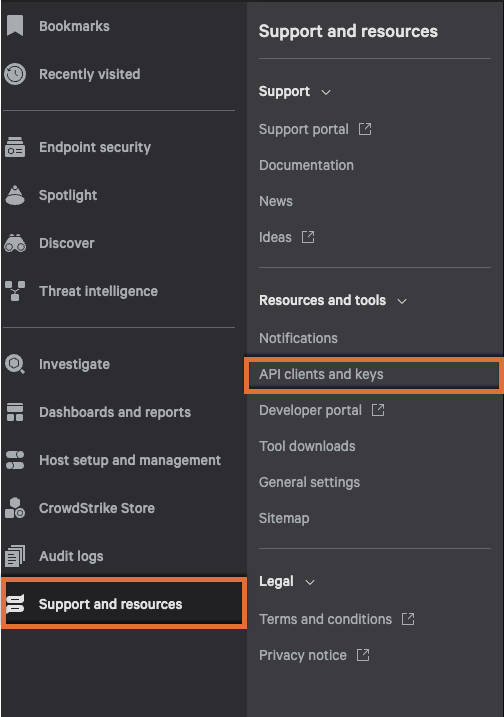 Bookmarks
Recently visited
Endpoint security
Spotlight
Discover
Threat intelligence
Investigate
Dashboards and reports
Host setup and management
CrowdStrike Store
Audit logs
Support and resources
Support and resources
Support
Support portal
Documentation
News
Ideas
Resources and tools
Notifications
API clients and keys
Developer portal
Tool downloads
General settings
Sitemap
Legal
Terms and conditions
Privacy notice